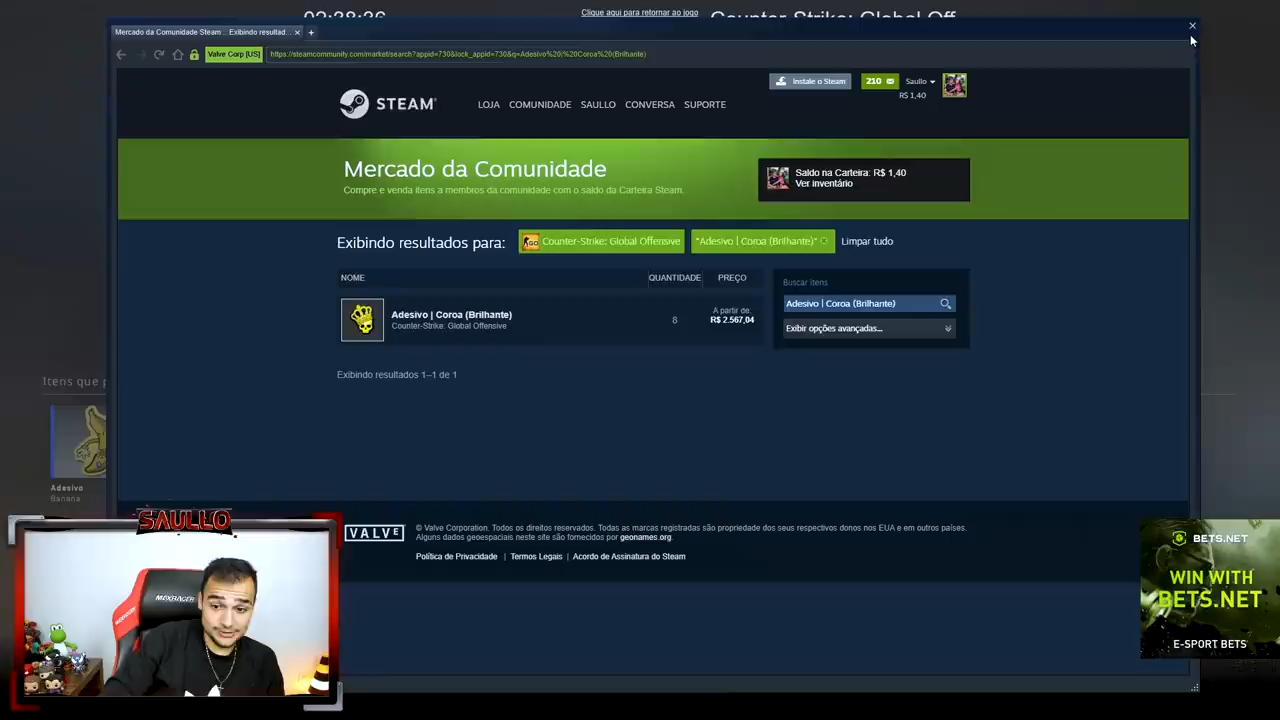 Clique aqui para retornar ao jogo
Mercado da Comunidade Steam :: Exibindo resultad...
Valve Corp [US]
https://steamcommunity.com/market/search?appid=730&lock_appid=730&q=Adesivo%20|%20Coroa%20(Brilhante)
Instale o Steam
210
Saullo
R$ 1,40
STEAM
LOJA COMUNIDADE SAULLO CONVERSA SUPORTE
Mercado da Comunidade
Compre e venda itens a membros da comunidade com o saldo da Carteira Steam.
Saldo na Carteira: R$ 1,40
Ver inventário
Exibindo resultados para:
Counter-Strike: Global Offensive
"Adesivo | Coroa (Brilhante)"
Limpar tudo
NOME QUANTIDADE PREÇO
Adesivo | Coroa (Brilhante)
Counter-Strike: Global Offensive
8
A partir de:
R$ 2.567,04
Buscar itens
Adesivo | Coroa (Brilhante)
Exibir opções avançadas...
Exibindo resultados 1–1 de 1
Itens que p
Adesivo
Banana
VALVE
© Valve Corporation. Todos os direitos reservados. Todas as marcas registradas são propriedade dos seus respectivos donos nos EUA e em outros países.
Alguns dados geoespaciais neste site são fornecidos por geonames.org.
Política de Privacidade | Termos Legais | Acordo de Assinatura do Steam
SAULLO
MAXRACER
BETS.NET
WIN WITH
BETS.NET
E-SPORT BETS